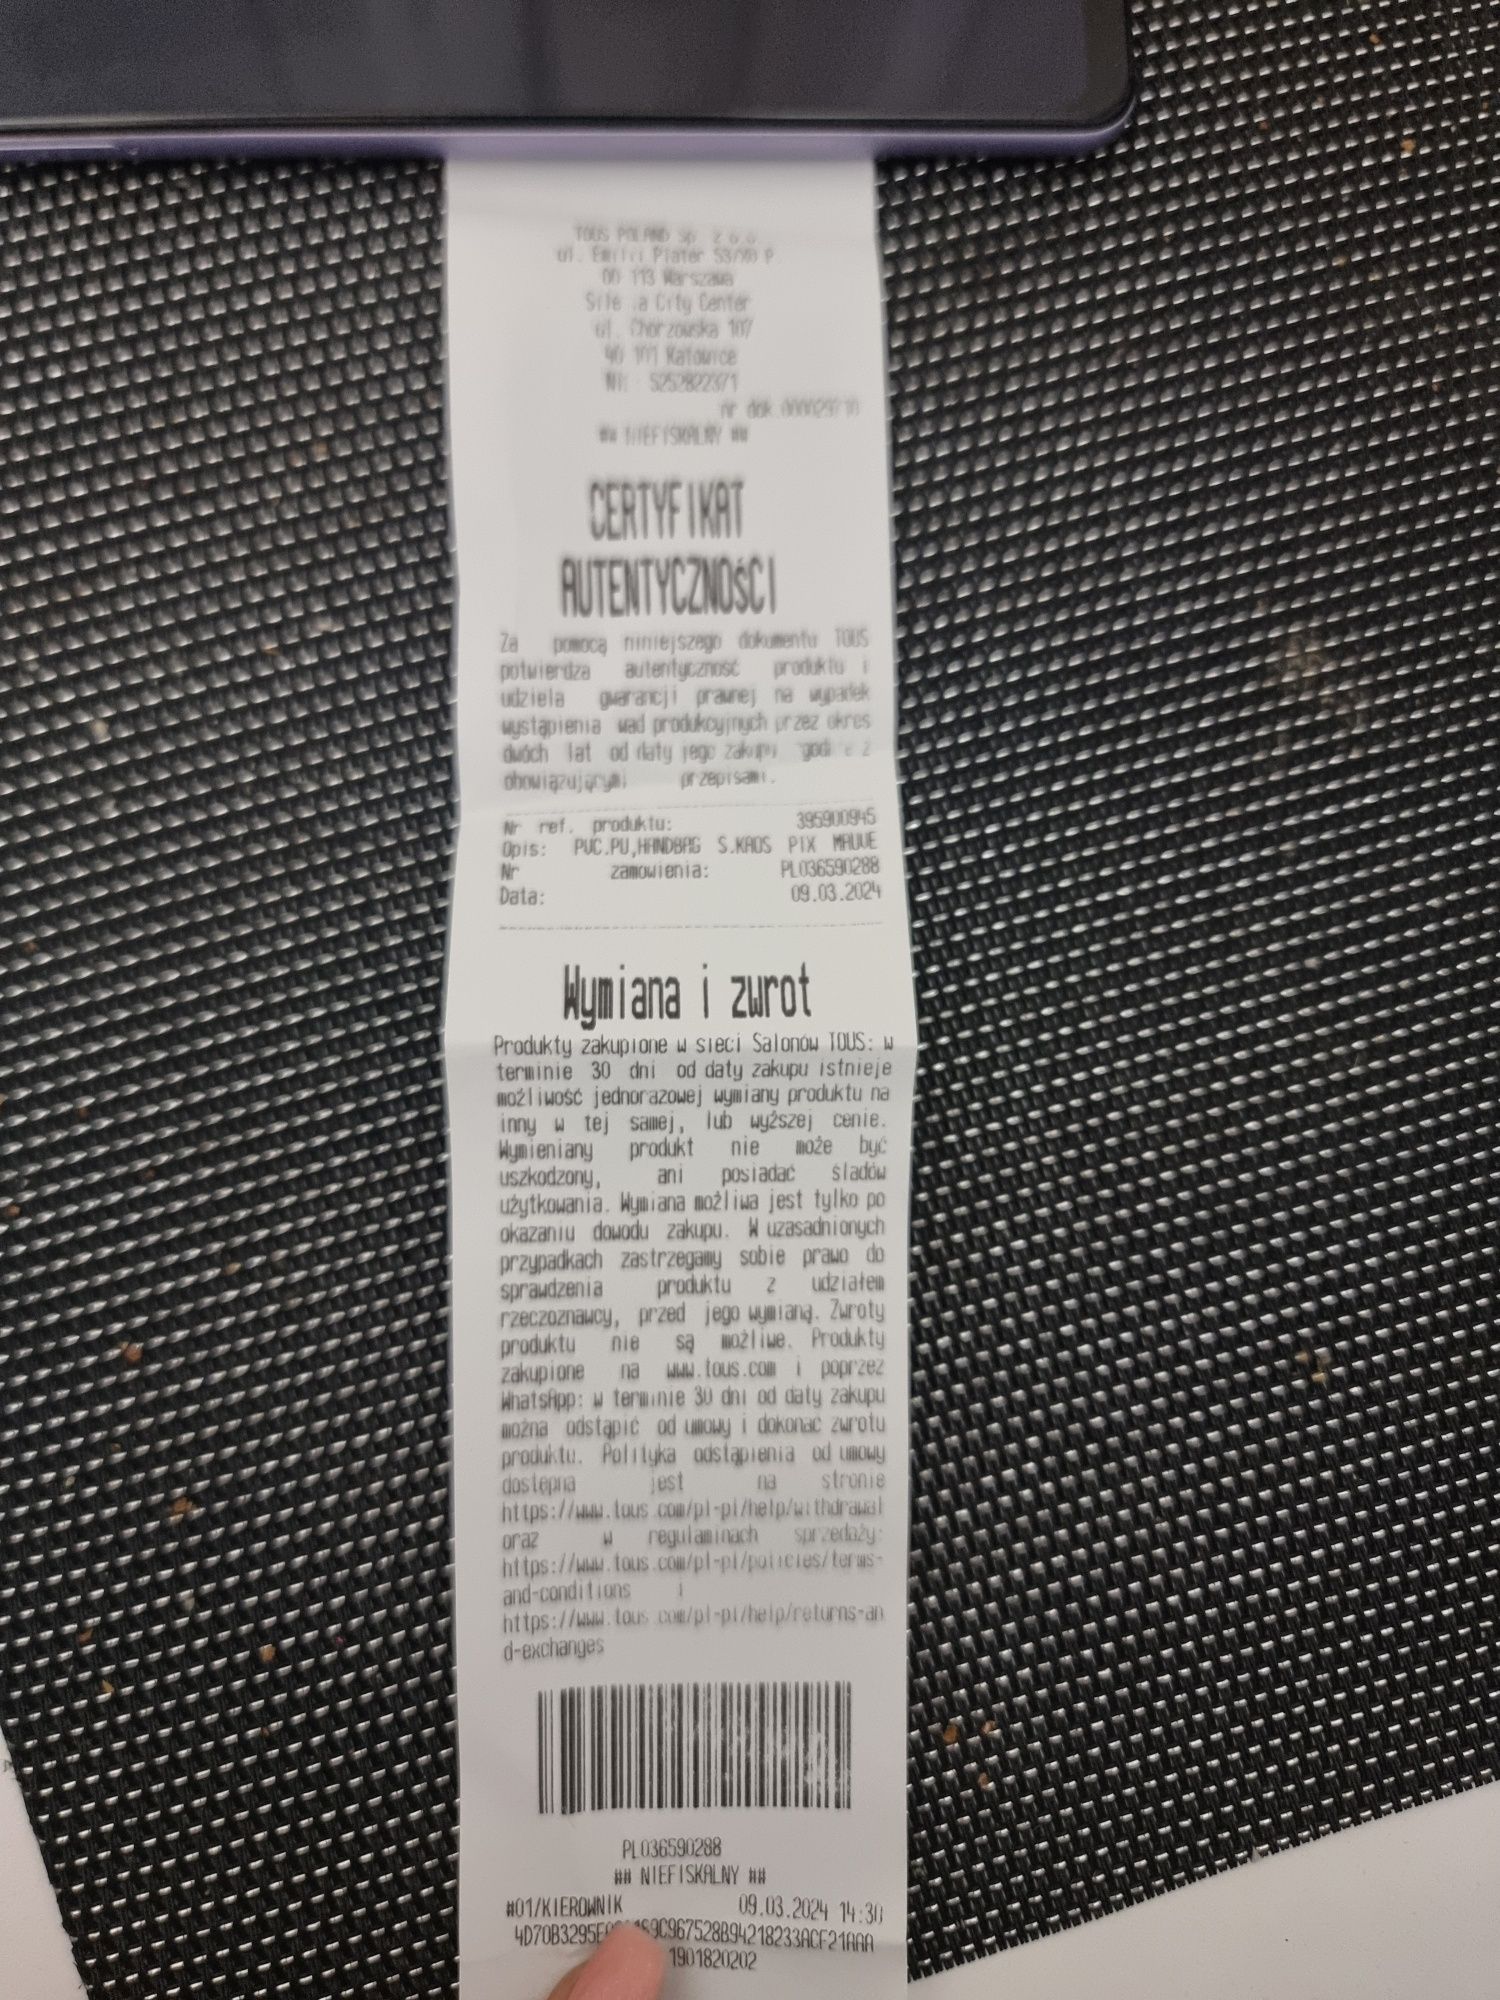 TOUS POLAND Sp. z o.o.
ul. Emilii Plater 53
00 113 Warszawa
City Center
ul. Chorzowska 107
40 101 Katowice
nr dok.
## NIEFISKALNY ##
CERTYFIKAT
AUTENTYCZNOŚCI
Za pomocą niniejszego dokumentu TOUS
potwierdza autentyczność produktu i
udziela gwarancji prawnej na wypadek
wystąpienia wad produkcyjnych przez okres
dwóch lat od daty jego zakupu z
obowiązującymi przepisami.
Nr ref. produktu: 395900945
Opis: PVC.PU,HANDBAG S.KAOS PIX MAUVE
Nr zamowienia: PL036590288
Data: 09.03.2024
Wymiana i zwrot
Produkty zakupione w sieci Salonów TOUS: w
terminie 30 dni od daty zakupu istnieje
możliwość jednorazowej wymiany produktu na
inny w tej samej, lub wyższej cenie.
Wymieniany produkt nie może być
uszkodzony, ani posiadać śladów
użytkowania. Wymiana możliwa jest tylko po
okazaniu dowodu zakupu. W uzasadnionych
przypadkach zastrzegamy sobie prawo do
sprawdzenia produktu z udziałem
rzeczoznawcy, przed jego wymianą. Zwroty
produktu nie są możliwe. Produkty
zakupione na www.tous.com i poprzez
WhatsApp: w terminie 30 dni od daty zakupu
można odstąpić od umowy i dokonać zwrotu
produktu. Polityka odstąpienia od umowy
dostępna jest na stronie
https://www.tous.com/pl-pl/help/withdrawal
oraz w regulaminach sprzedaży:
https://www.tous.com/pl-pl/policies/terms-
and-conditions i
https://www.tous.com/pl-pl/help/returns-an
d-exchanges
PL036590288
## NIEFISKALNY ##
#01/KIEROWNIK 09.03.2024 14:30
1901820202